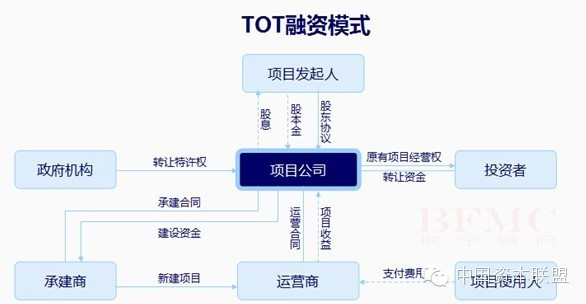 TOT融资模式
项目发起人
股息
股本金
股东协议
政府机构
转让特许权
项目公司
原有项目经营权
转让资金
投资者
承建合同
建设资金
运营合同
项目收益
BFMC
承建商
新建项目
运营商
支付费用
项目使用人
中国资本联盟